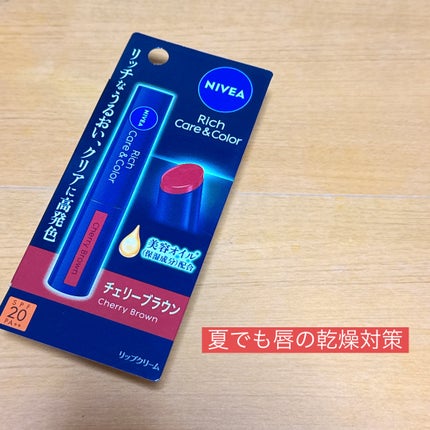 リッチなうるおい、クリアに高発色
NIVEA
Rich
Care & Color
NIVEA
Rich
Care & Color
Cherry Brown
美容オイル*
(保湿成分)配合
チェリーブラウン
Cherry Brown
SPF
20
PA++
リップクリーム
夏でも唇の乾燥対策